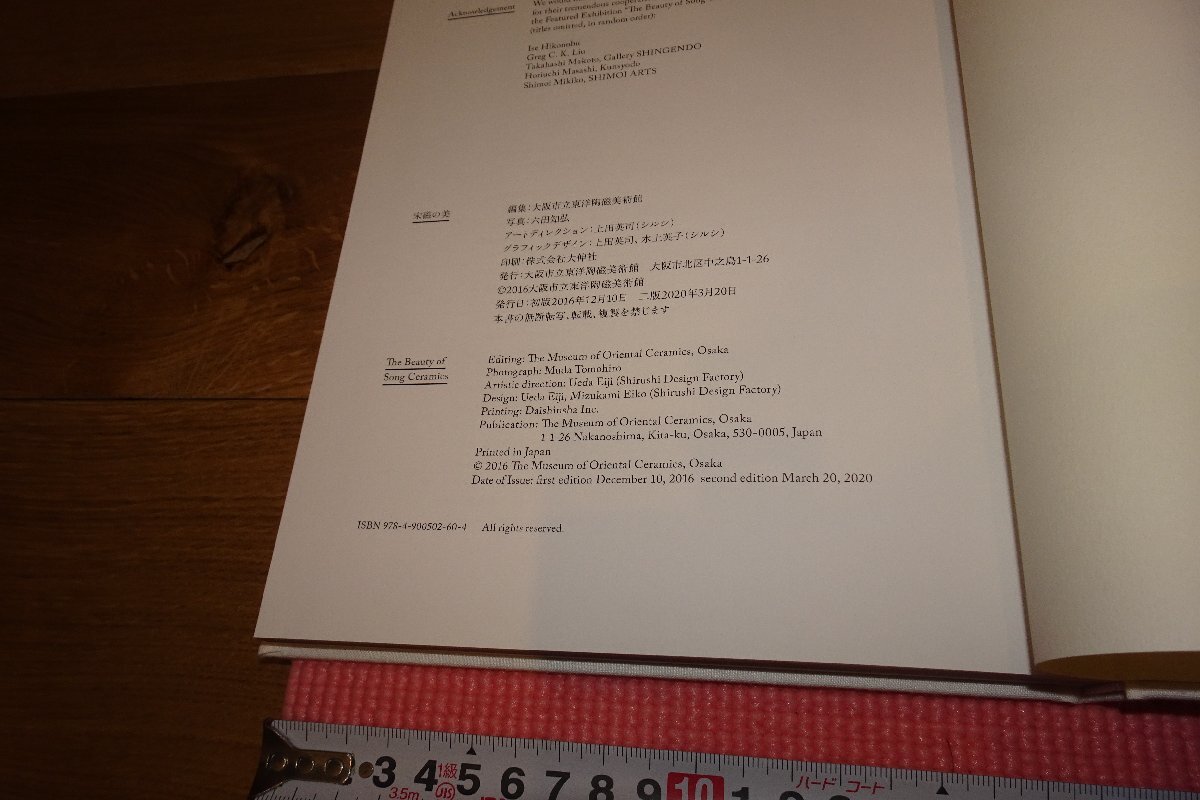 Acknowledgement
for their tremendous
the Featured Exhibition "The Beauty of Song
(titles omitted, in random order):
Ise Hikonobu
Greg C. K. Liu
Takahashi Makoto, Gallery SHINGENDO
Horiuchi Masashi, Kunsyodo
Shimoi Mikiko, SHIMOI ARTS
宋磁の美
編集：大阪市立東洋陶磁美術館
写真：六田知弘
アートディレクション：上田英司（シルシ）
グラフィックデザイン：上田英司、水上英子（シルシ）
印刷：株式会社大伸社
発行：大阪市立東洋陶磁美術館 大阪市北区中之島1-1-26
©2016大阪市立東洋陶磁美術館
発行日：初版2016年12月10日 二版2020年3月20日
本書の無断転写、転載、複製を禁じます
The Beauty of
Song Ceramics
Editing: The Museum of Oriental Ceramics, Osaka
Photograph: Muda Tomohiro
Artistic direction: Ueda Eiji (Shirushi Design Factory)
Design: Ueda Eiji, Mizukami Eiko (Shirushi Design Factory)
Printing: Daishinsha Inc.
Publication: The Museum of Oriental Ceramics, Osaka
1-1-26 Nakanoshima, Kita-ku, Osaka, 530-0005, Japan
Printed in Japan
© 2016 The Museum of Oriental Ceramics, Osaka
Date of Issue: first edition December 10, 2016 second edition March 20, 2020
ISBN 978-4-900502-60-4 All rights reserved.
3 4 1級 5 6 7 8 9 10 ハードコート
3.5m JIS